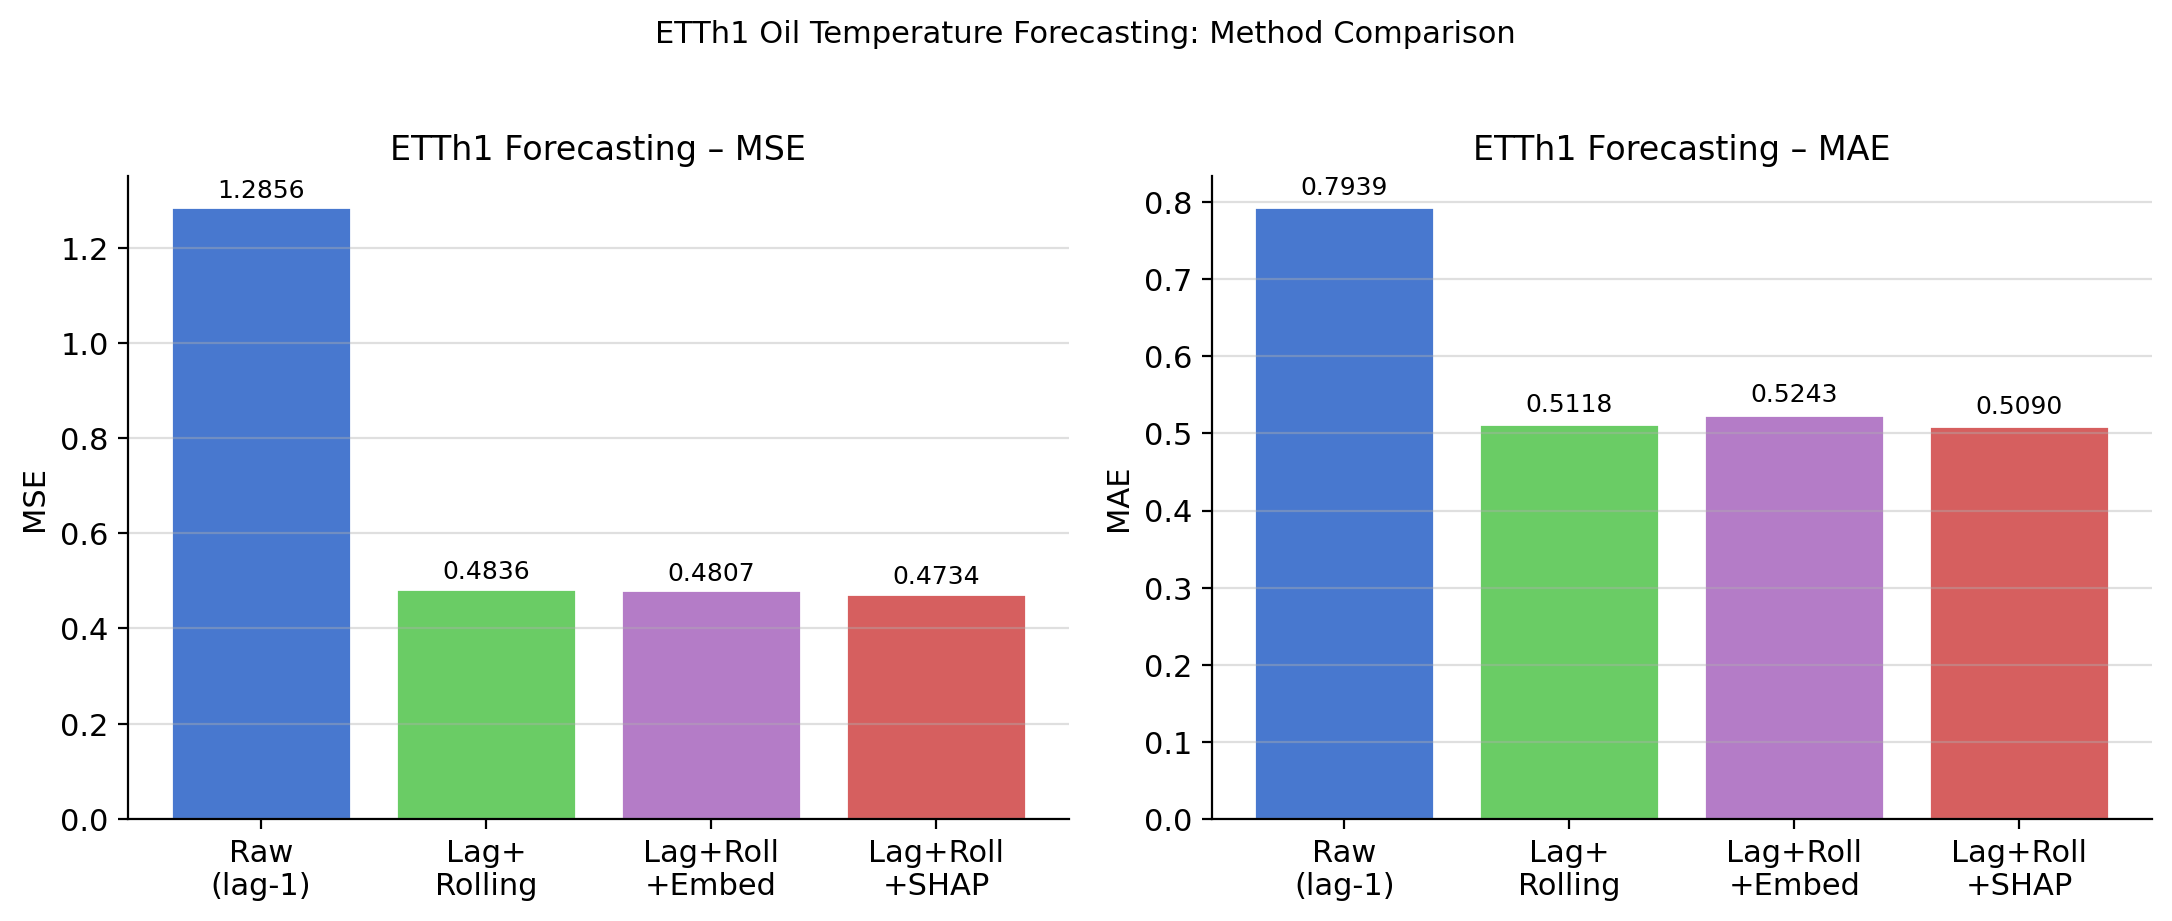 ETTh1 Oil Temperature Forecasting: Method Comparison
ETTh1 Forecasting – MSE
MSE
1.2
1.0
0.8
0.6
0.4
0.2
0.0
1.2856
0.4836
0.4807
0.4734
Raw
(lag-1)
Lag+
Rolling
Lag+Roll
+Embed
Lag+Roll
+SHAP
ETTh1 Forecasting – MAE
MAE
0.8
0.7
0.6
0.5
0.4
0.3
0.2
0.1
0.0
0.7939
0.5118
0.5243
0.5090
Raw
(lag-1)
Lag+
Rolling
Lag+Roll
+Embed
Lag+Roll
+SHAP